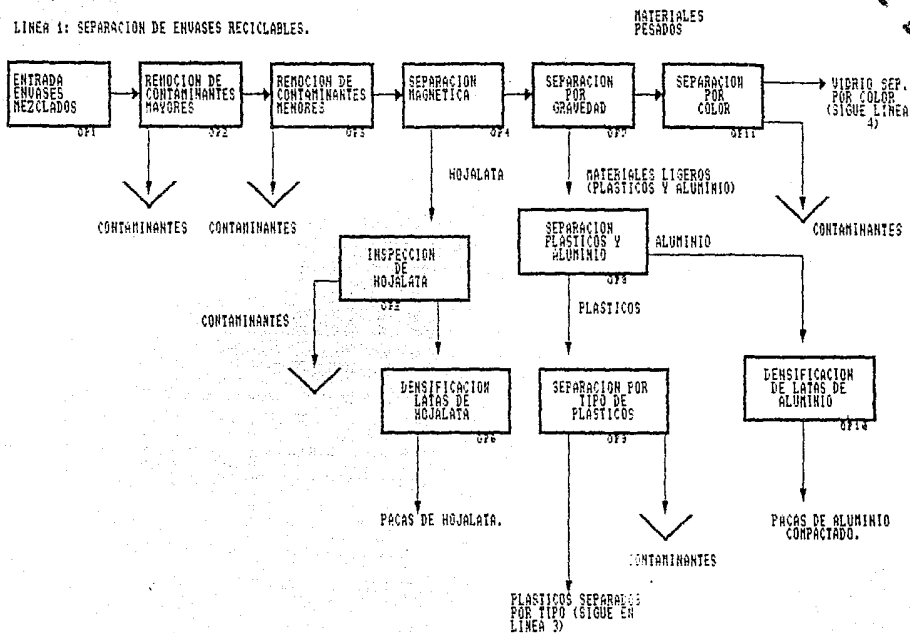 LINEA 1: SEPARACION DE ENVASES RECICLABLES.
MATERIALES
PESADOS
ENTRADA
ENVASES
MEZCLADOS
OP1
REMOCION DE
CONTAMINANTES
MAYORES
OP2
REMOCION DE
CONTAMINANTES
MENORES
OP3
SEPARACION
MAGNETICA
OP4
SEPARACION
POR
GRAVEDAD
OP7
SEPARACION
POR
COLOR
OP11
VIDRIO SEP.
POR COLOR
(SIGUE LINEA
4)
CONTAMINANTES
CONTAMINANTES
HOJALATA
MATERIALES LIGEROS
(PLASTICOS Y ALUMINIO)
CONTAMINANTES
INSPECCION
DE
HOJALATA
OP5
SEPARACION
PLASTICOS Y
ALUMINIO
OP8
ALUMINIO
CONTAMINANTES
PLASTICOS
DENSIFICACION
LATAS DE
HOJALATA
OP6
SEPARACION POR
TIPO DE
PLASTICOS
OP9
DENSIFICACION
DE LATAS DE
ALUMINIO
OP10
PACAS DE HOJALATA.
CONTAMINANTES
PACAS DE ALUMINIO
COMPACTADO.
PLASTICOS SEPARADOS
POR TIPO (SIGUE EN
LINEA 3)